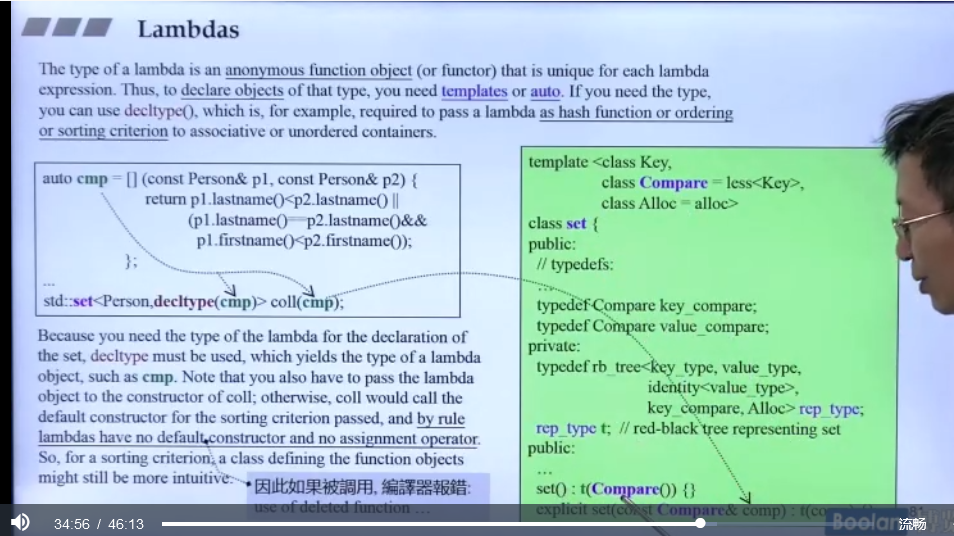 Lambdas
The type of a lambda is an anonymous function object (or functor) that is unique for each lambda
expression. Thus, to declare objects of that type, you need templates or auto. If you need the type,
you can use decltype(), which is, for example, required to pass a lambda as hash function or ordering
or sorting criterion to associative or unordered containers.
auto cmp = [] (const Person& p1, const Person& p2) {
return p1.lastname()<p2.lastname() ||
(p1.lastname()==p2.lastname()&&
p1.firstname()<p2.firstname());
};
...
std::set<Person,decltype(cmp)> coll(cmp);
Because you need the type of the lambda for the declaration of
the set, decltype must be used, which yields the type of a lambda
object, such as cmp. Note that you also have to pass the lambda
object to the constructor of coll; otherwise, coll would call the
default constructor for the sorting criterion passed, and by rule
lambdas have no default constructor and no assignment operator.
So, for a sorting criterion, a class defining the function objects
might still be more intuitive.
因此如果被調用, 編譯器報錯:
use of deleted function ...
template <class Key,
class Compare = less<Key>,
class Alloc = alloc>
class set {
public:
// typedefs:
...
typedef Compare key_compare;
typedef Compare value_compare;
private:
typedef rb_tree<key_type, value_type,
identity<value_type>,
key_compare, Alloc> rep_type;
rep_type t; // red-black tree representing set
public:
...
set() : t(Compare()) {}
explicit set(const Compare& comp) : t(co
81
Boolan
34:56 / 46:13
流畅